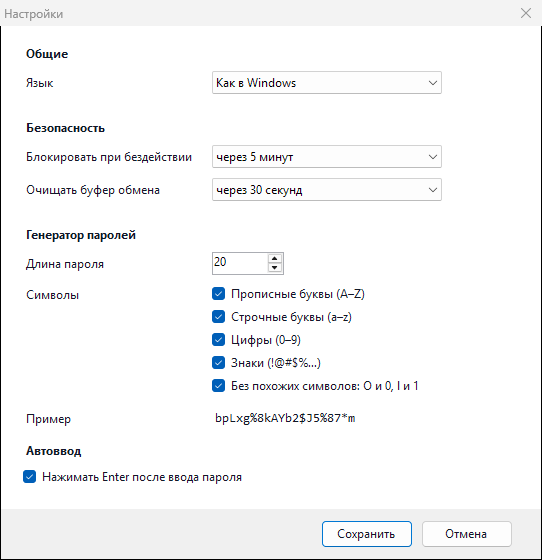 Настройки
Общие
Язык
Как в Windows
Безопасность
Блокировать при бездействии
через 5 минут
Очищать буфер обмена
через 30 секунд
Генератор паролей
Длина пароля
20
Символы
Прописные буквы (A–Z)
Строчные буквы (a–z)
Цифры (0–9)
Знаки (!@#$%...)
Без похожих символов: O и 0, l и 1
Пример
bpLxg%8kAYb2$J5%87*m
Автоввод
Нажимать Enter после ввода пароля
Сохранить
Отмена